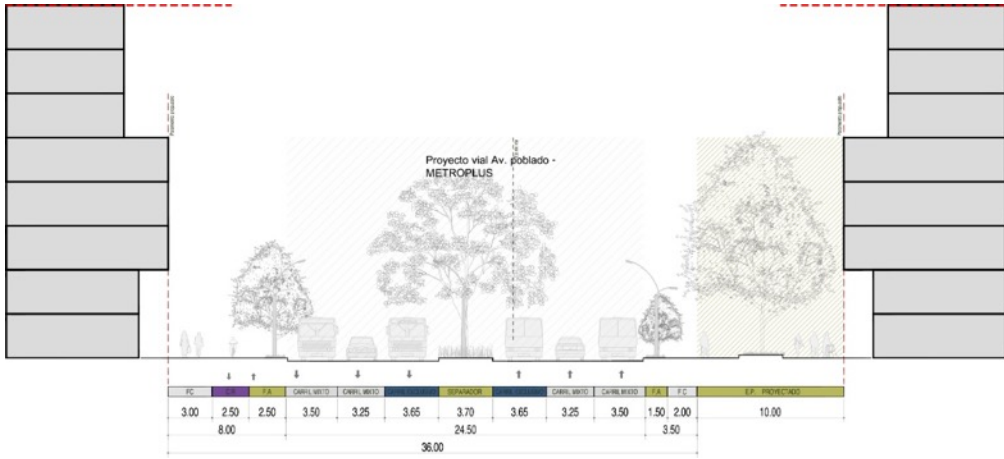 Proyecto vial Av. poblado -
METROPLUS
FC
F.A
CARRIL MIXTO
CARRIL MIXTO
SEPARADOR
CARRIL MIXTO
CARRIL MIXTO
F.A
F.C
E.P. PROYECTADO
3.00
2.50
2.50
3.50
3.25
3.65
3.70
3.65
3.25
3.50
1.50
2.00
10.00
8.00
24.50
3.50
36.00